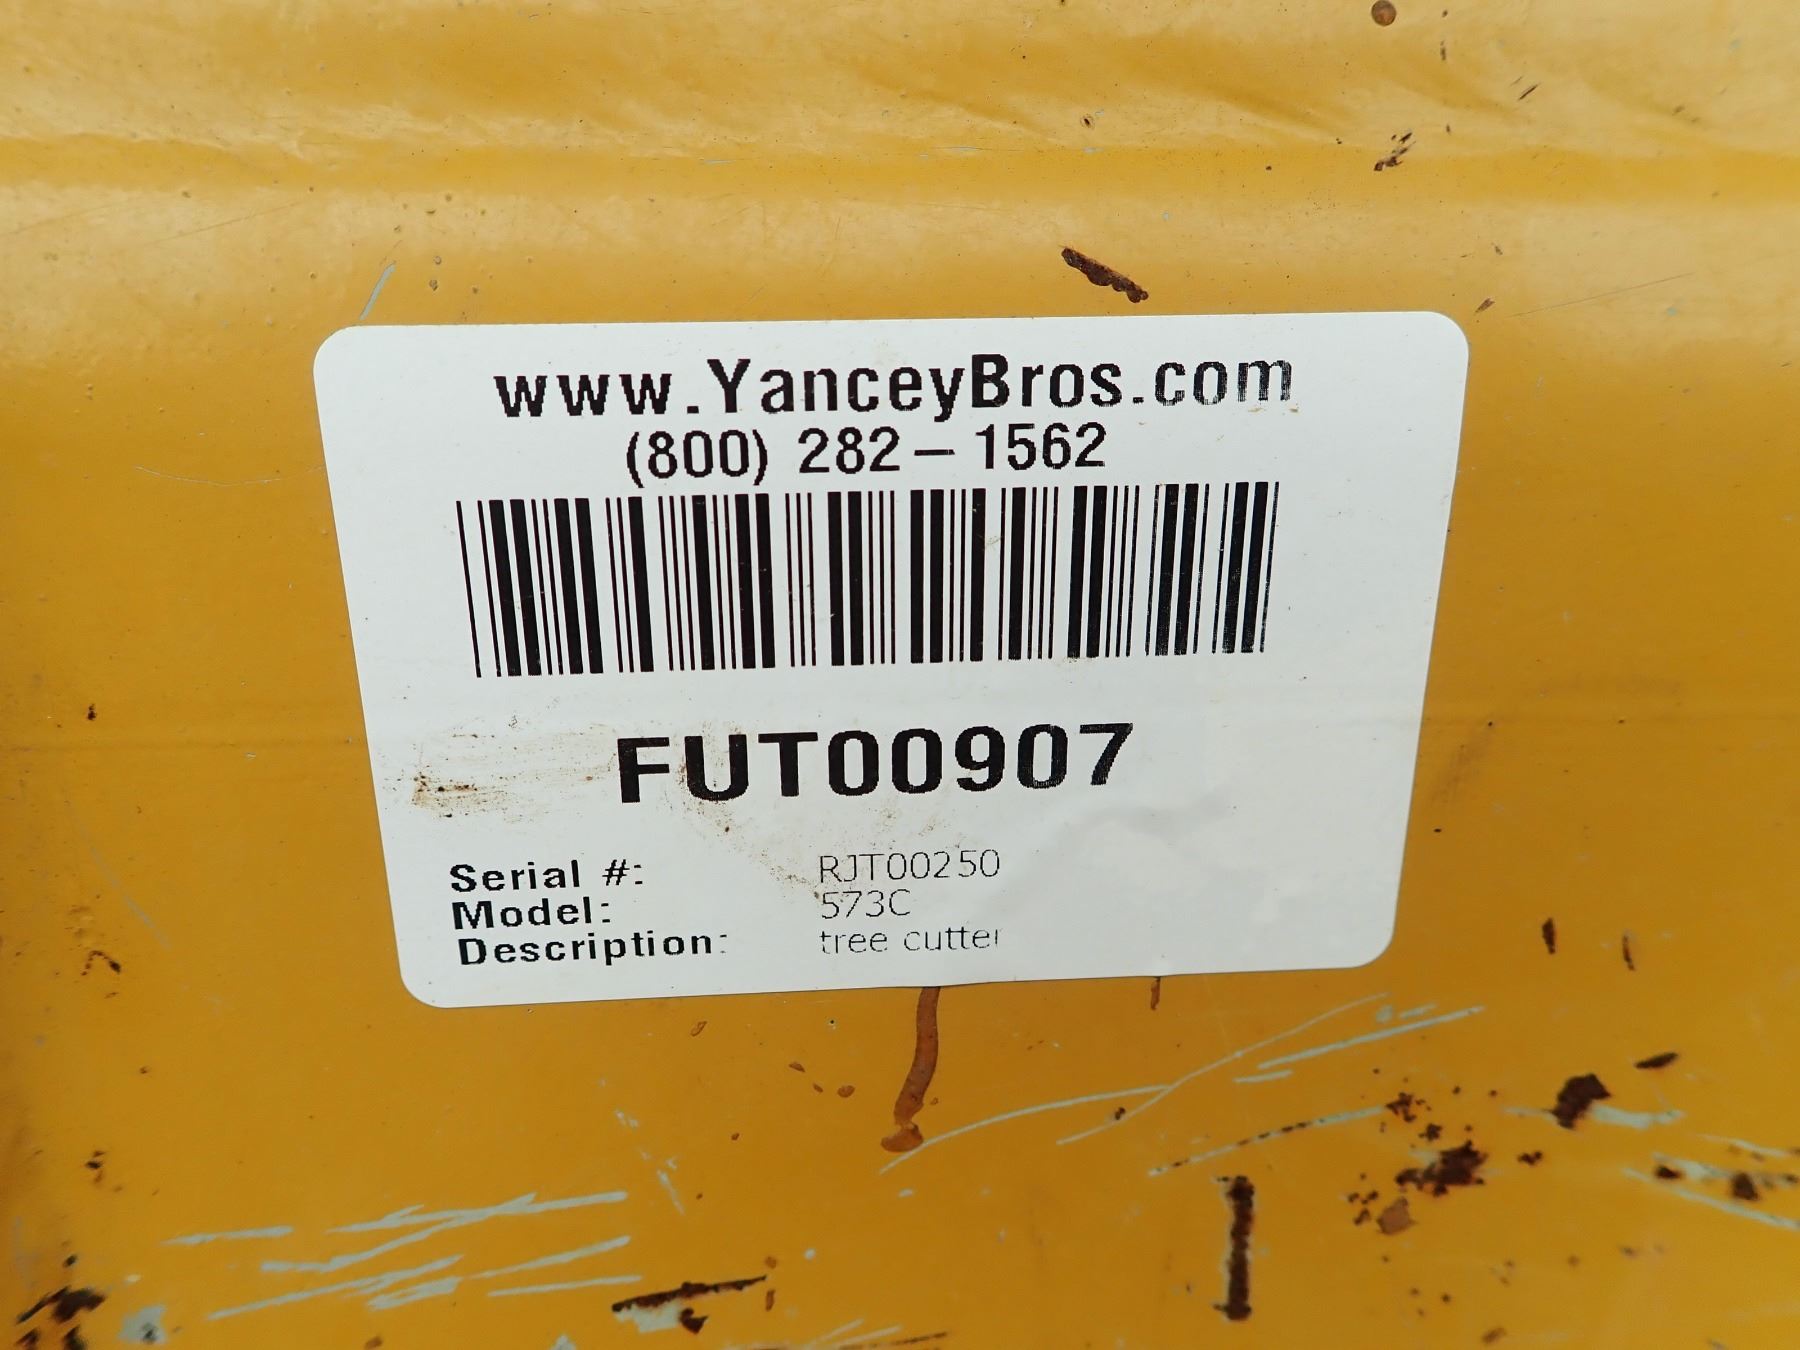 www.YanceyBros.com
(800) 282-1562
FUT00907
Serial #: RJT00250
Model: 573C
Description: tree cutter